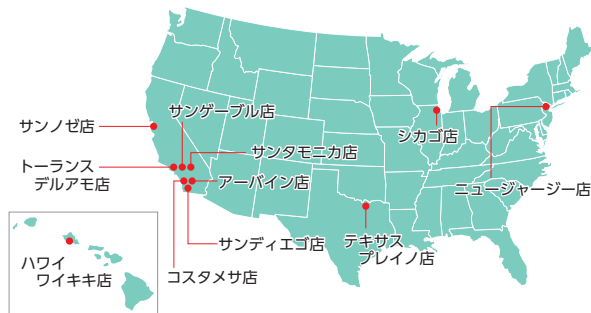 サンゲーブル店
サンノゼ店
シカゴ店
サンタモニカ店
トーランス
デルアモ店
アーバイン店
ニュージャージー店
サンディエゴ店
テキサス
プレイノ店
ハワイ
ワイキキ店
コスタメサ店